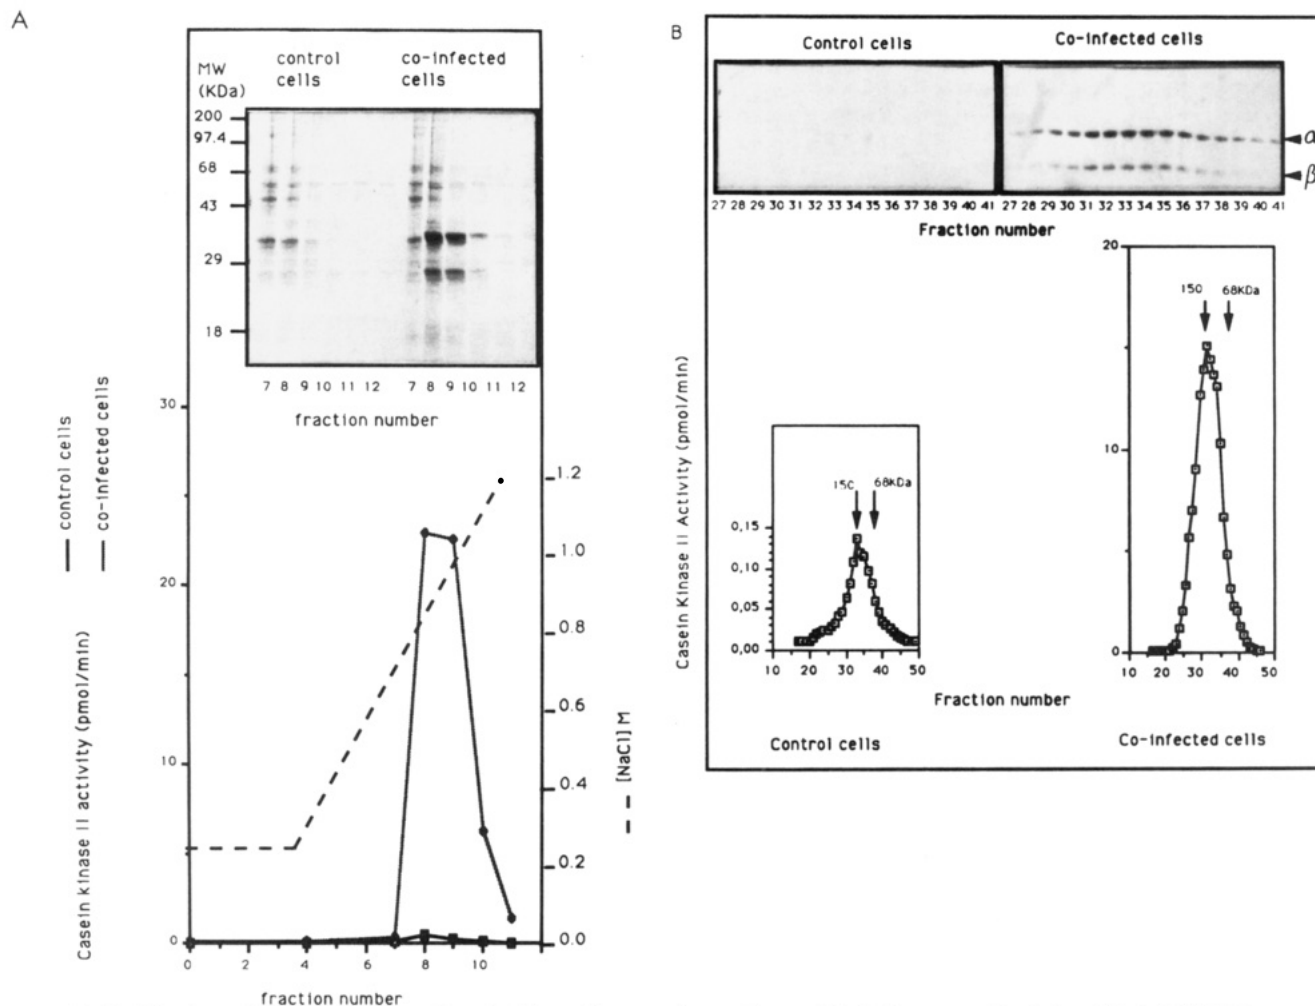 A
control cells
co-infected cells
MW (KDa)
200
97.4
68
43
29
18
7 8 9 10 11 12 7 8 9 10 11 12
fraction number
30
20
10
0
control cells
co-infected cells
Casein Kinase II activity (pmol/min)
1.2
1.0
0.8
0.6
0.4
0.2
0.0
[NaCl] M
0 2 4 6 8 10
fraction number
B
Control cells
Co-infected cells
α
β
27 28 29 30 31 32 33 34 35 36 37 38 39 40 41 27 28 29 30 31 32 33 34 35 36 37 38 39 40 41
Fraction number
Casein Kinase II Activity (pmol/min)
150 68KDa
0,15
0,10
0,05
0,00
10 20 30 40 50
Control cells
150 68KDa
20
10
0
10 20 30 40 50
Fraction number
Co-infected cells